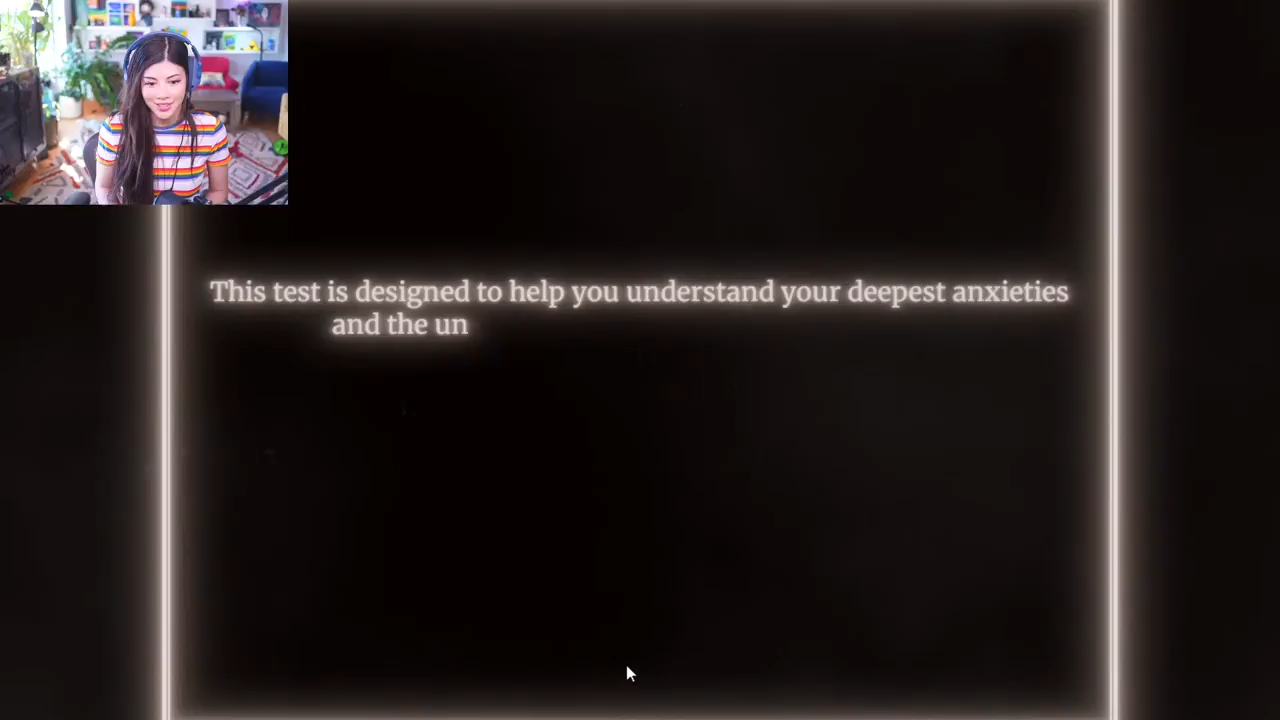 This test is designed to help you understand your deepest anxieties
and the un